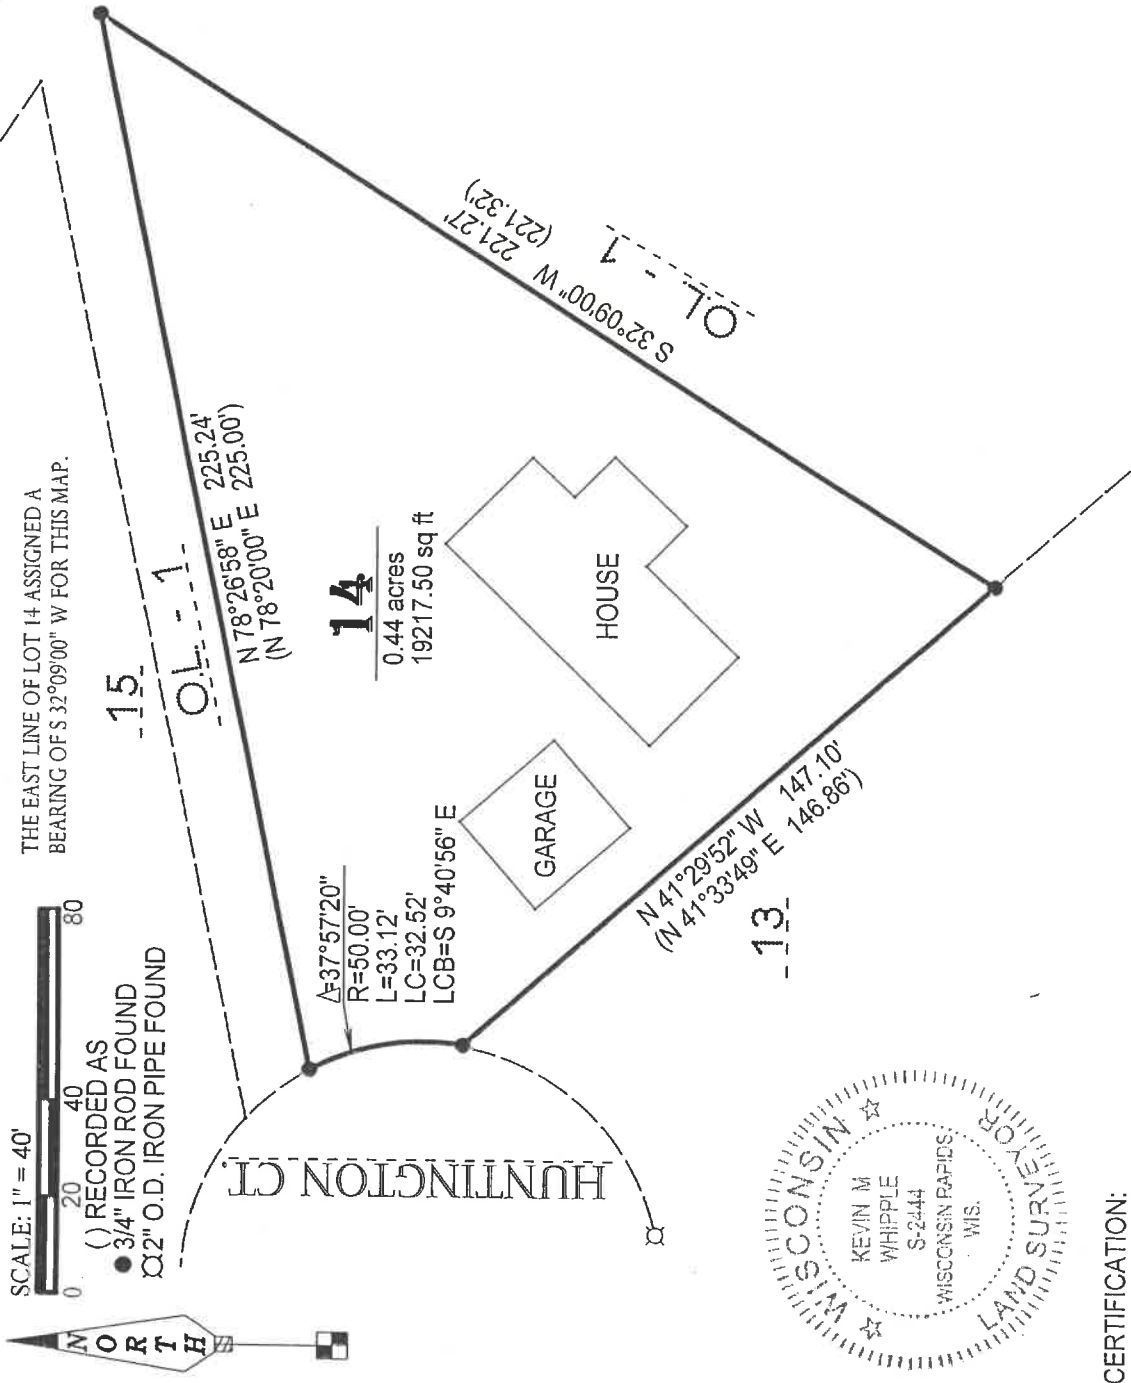 THE EAST LINE OF LOT 14 ASSIGNED A
BEARING OF S 32°09'00" W FOR THIS MAP.
SCALE: 1" = 40'
0 20 40 80
( ) RECORDED AS
3/4" IRON ROD FOUND
2" O.D. IRON PIPE FOUND
N
O
R
T
H
15
O.L. - 1
N 78°26'58" E 225.24'
(N 78°20'00" E 225.00')
14
0.44 acres
19217.50 sq ft
S 32°09'00" W 221.27'
(221.32')
O.L. - 1
HOUSE
GARAGE
Δ=37°57'20"
R=50.00'
L=33.12'
LC=32.52'
LCB=S 9°40'56" E
N 41°29'52" W 147.10'
(N 41°33'49" E 146.86')
13
HUNTINGTON CT.
WISCONSIN
KEVIN M
WHIPPLE
S-2444
WISCONSIN RAPIDS
WIS.
LAND SURVEYOR
CERTIFICATION: